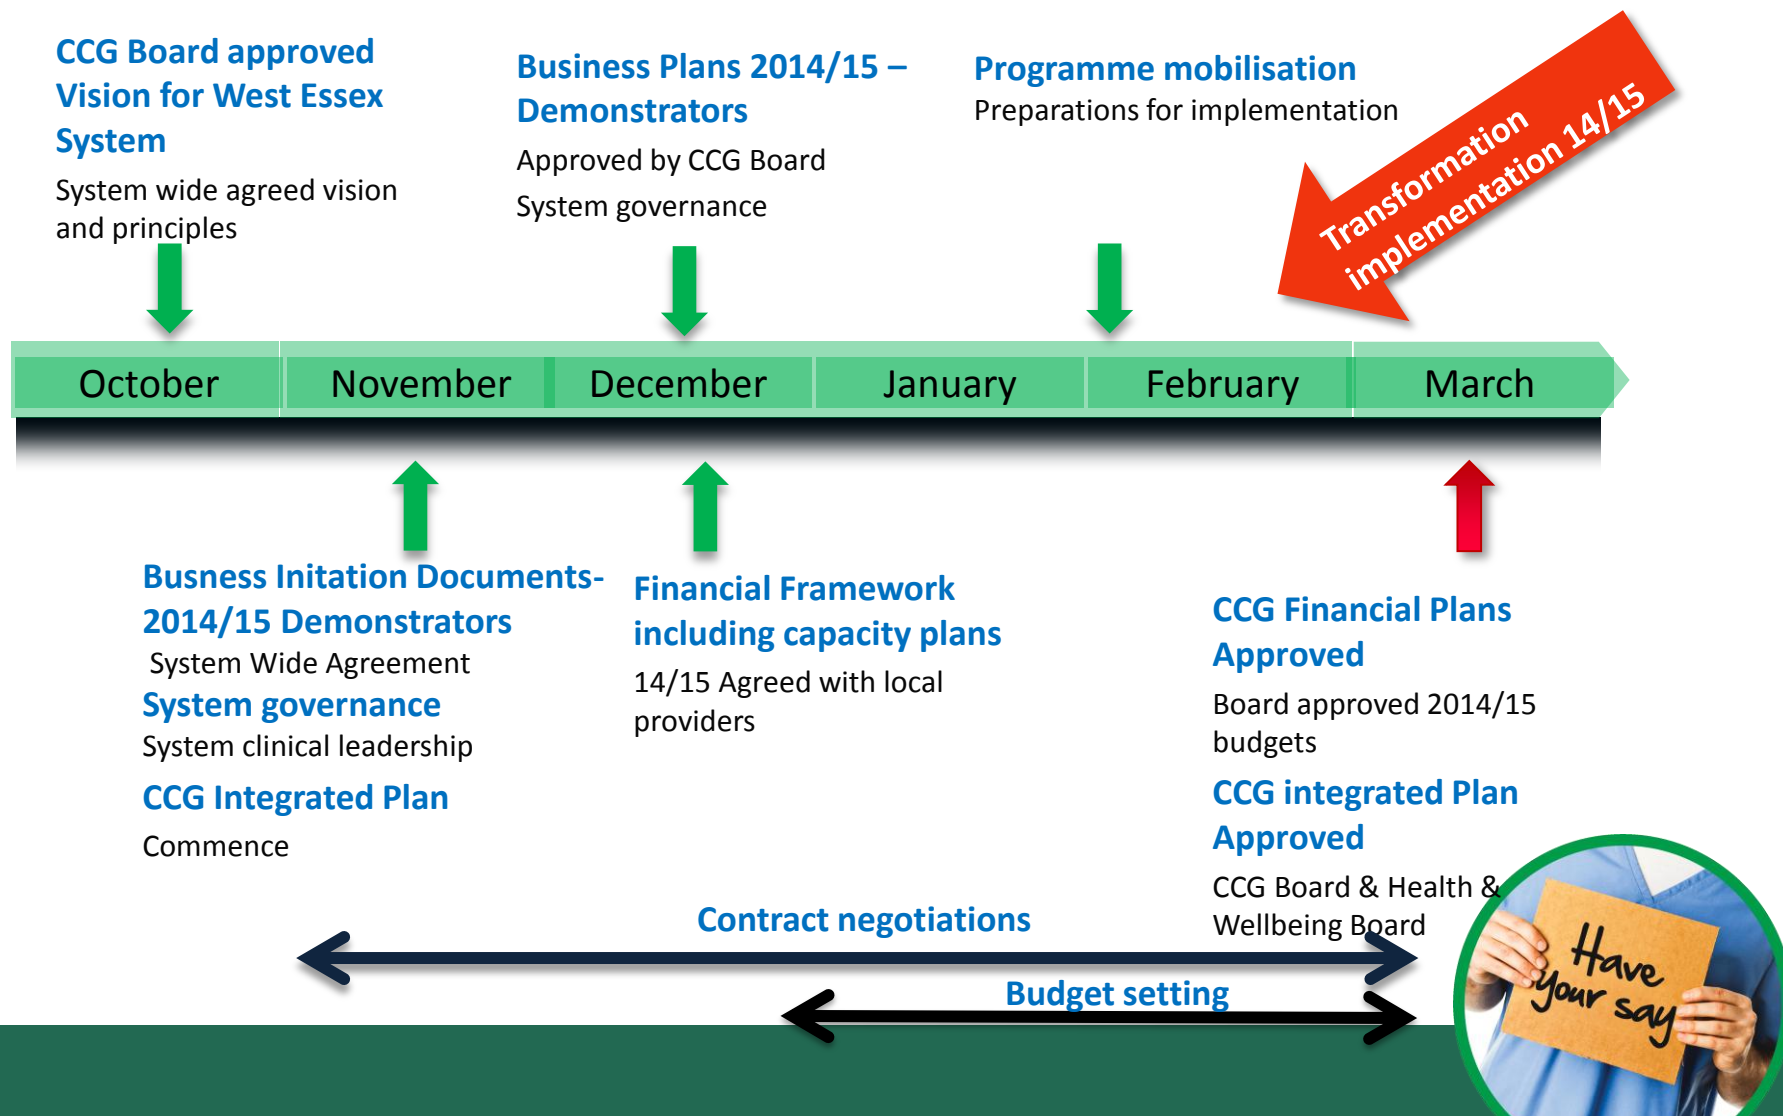 CCG Board approved
Vision for West Essex
System
System wide agreed vision
and principles
Business Plans 2014/15 –
Demonstrators
Approved by CCG Board
System governance
Programme mobilisation
Preparations for implementation
Transformation
implementation 14/15
October
November
December
January
February
March
Busness Initation Documents-
2014/15 Demonstrators
System Wide Agreement
System governance
System clinical leadership
CCG Integrated Plan
Commence
Financial Framework
including capacity plans
14/15 Agreed with local
providers
CCG Financial Plans
Approved
Board approved 2014/15
budgets
CCG integrated Plan
Approved
CCG Board & Health &
Wellbeing Board
Contract negotiations
Budget setting
Have
your say